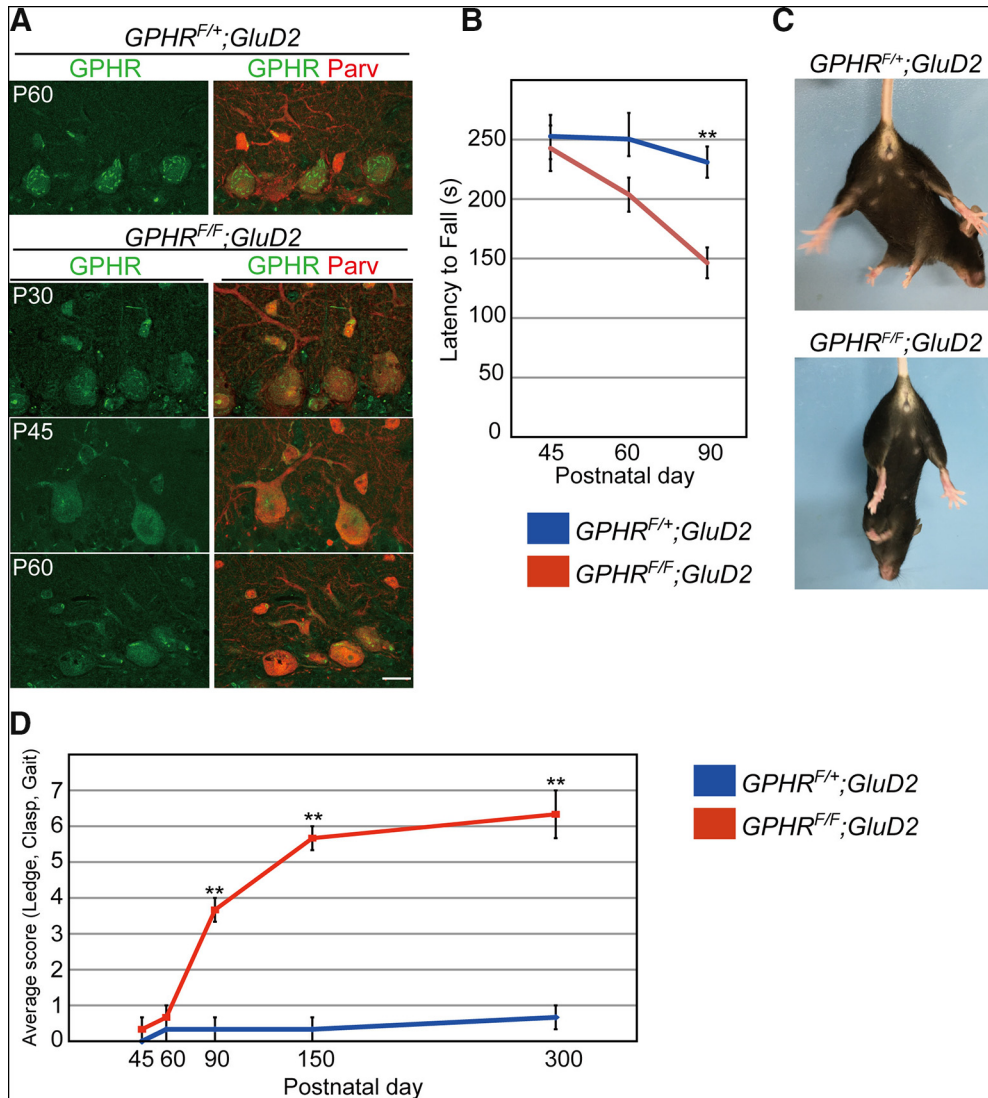 A
GPHR^F/+;GluD2
GPHR GPHR Parv
P60
GPHR^F/F;GluD2
GPHR GPHR Parv
P30
P45
P60
B
Latency to Fall (s)
250
200
150
100
50
0
**
45 60 90
Postnatal day
GPHR^F/+;GluD2
GPHR^F/F;GluD2
C
GPHR^F/+;GluD2
GPHR^F/F;GluD2
D
Average score (Ledge, Clasp, Gait)
7
6
5
4
3
2
1
0
**
**
**
45 60 90 150 300
Postnatal day
GPHR^F/+;GluD2
GPHR^F/F;GluD2